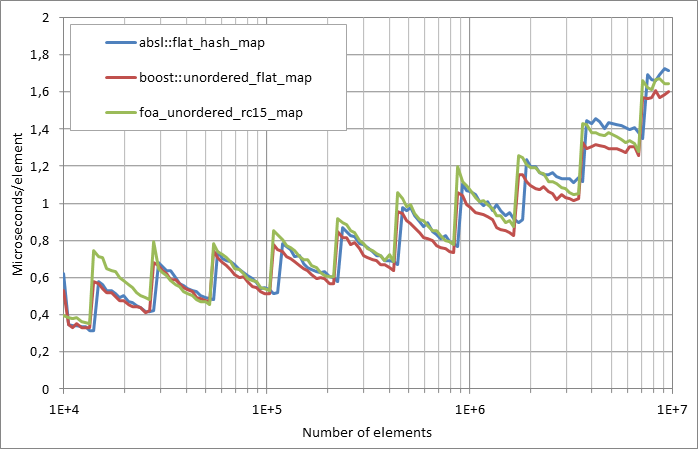 2
1,8
1,6
1,4
1,2
1
0,8
0,6
0,4
0,2
0
Microseconds/element
absl::flat_hash_map
boost::unordered_flat_map
foa_unordered_rc15_map
1E+4
1E+5
1E+6
1E+7
Number of elements